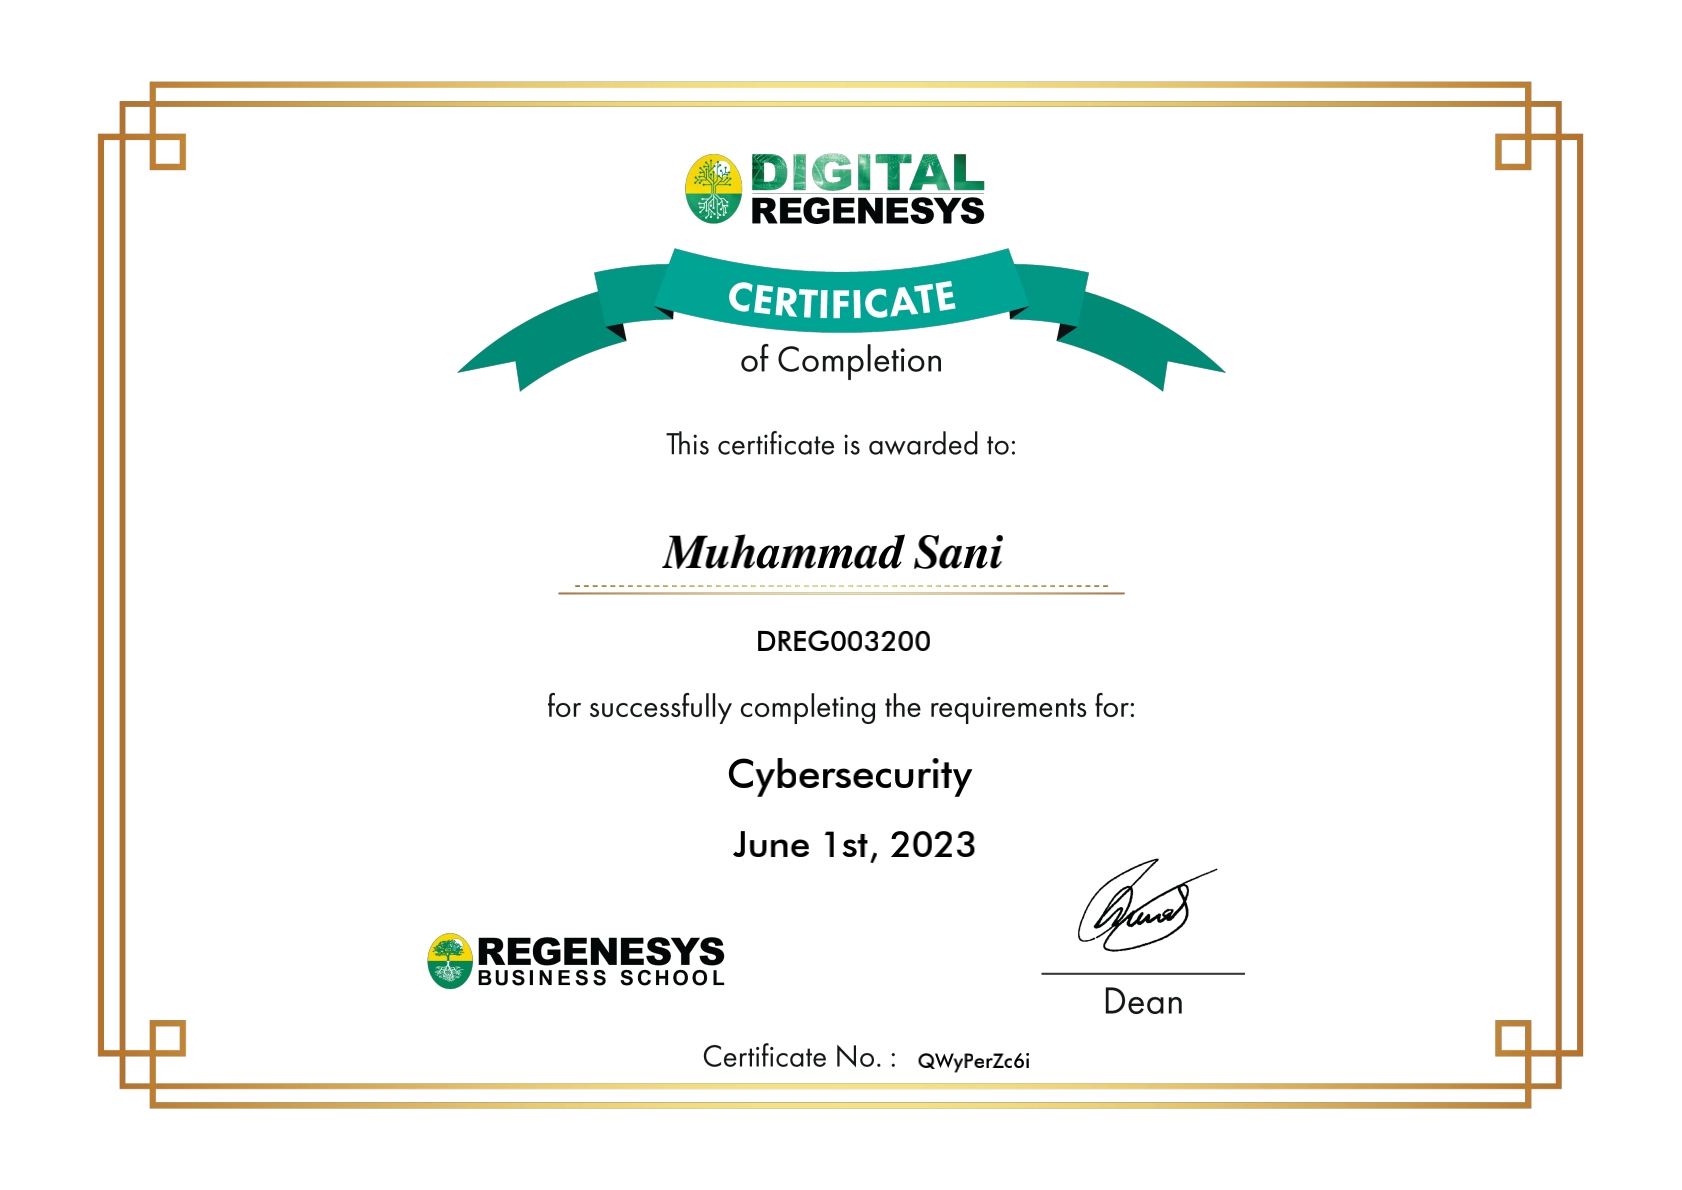 DIGITAL
REGENESYS
CERTIFICATE
of Completion
This certificate is awarded to:
Muhammad Sani
DREG003200
for successfully completing the requirements for:
Cybersecurity
June 1st, 2023
REGENESYS
BUSINESS SCHOOL
Dean
Certificate No. : QWyPerZc6i